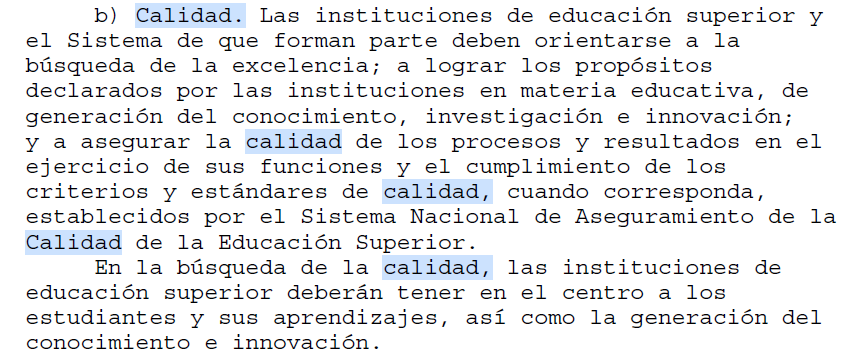 b) Calidad. Las instituciones de educación superior y
el Sistema de que forman parte deben orientarse a la
búsqueda de la excelencia; a lograr los propósitos
declarados por las instituciones en materia educativa, de
generación del conocimiento, investigación e innovación;
y a asegurar la calidad de los procesos y resultados en el
ejercicio de sus funciones y el cumplimiento de los
criterios y estándares de calidad, cuando corresponda,
establecidos por el Sistema Nacional de Aseguramiento de la
Calidad de la Educación Superior.
En la búsqueda de la calidad, las instituciones de
educación superior deberán tener en el centro a los
estudiantes y sus aprendizajes, así como la generación del
conocimiento e innovación.